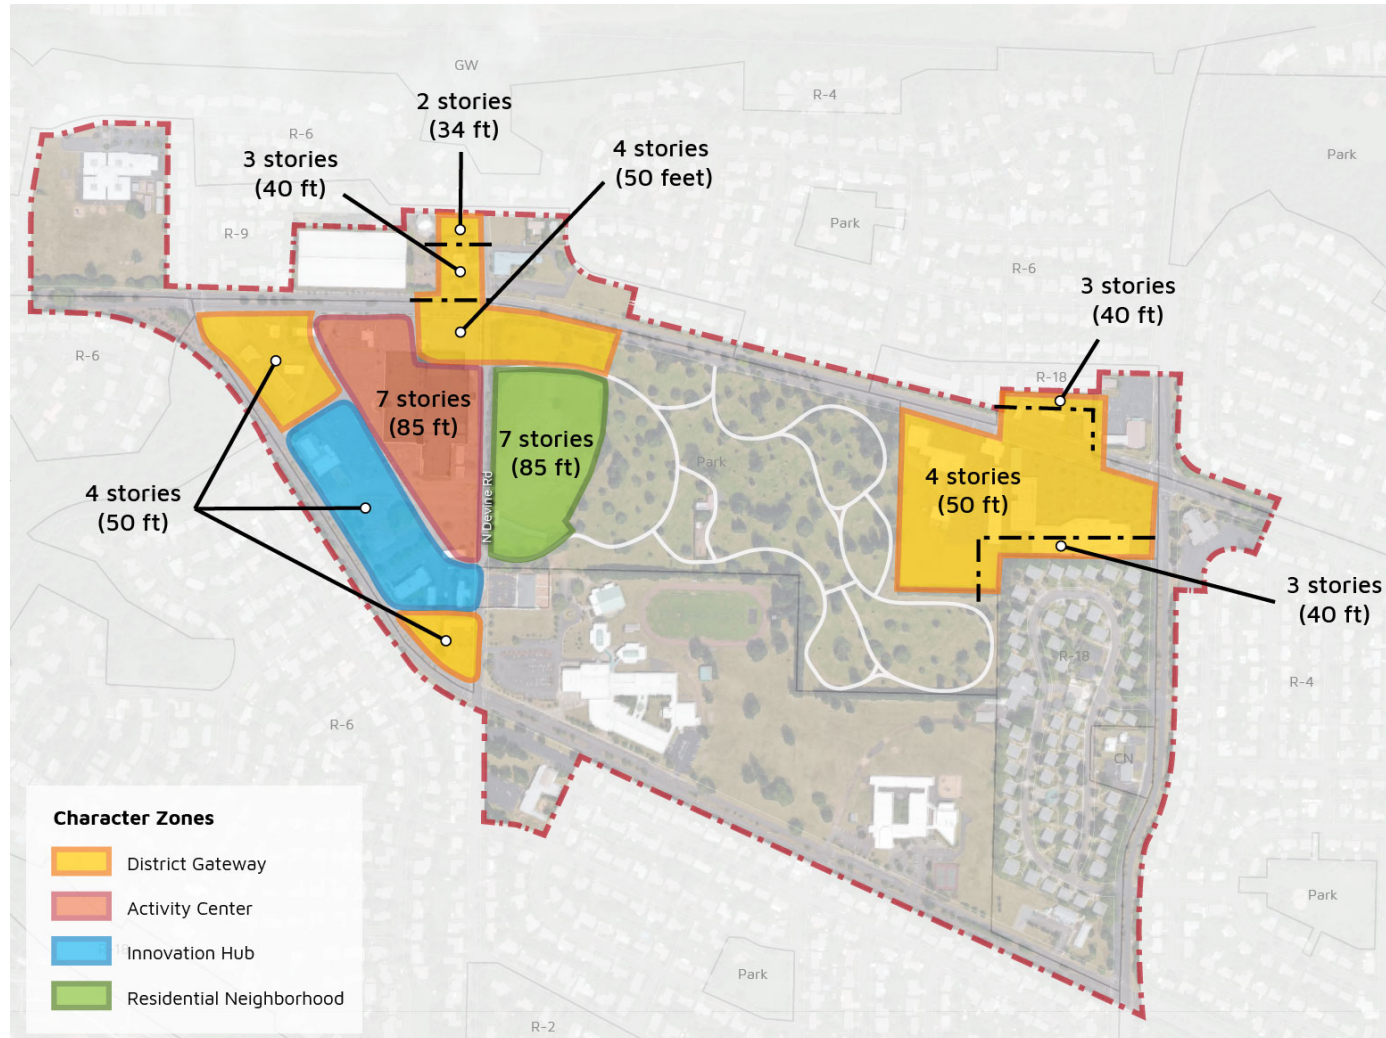 GW
2 stories
(34 ft)
R-4
R-6
3 stories
(40 ft)
4 stories
(50 feet)
Park
R-9
Park
R-6
3 stories
(40 ft)
R-6
R-18
7 stories
(85 ft)
7 stories
(85 ft)
N Devine Rd
Park
4 stories
(50 ft)
4 stories
(50 ft)
3 stories
(40 ft)
R-18
R-4
R-6
CN
Character Zones
District Gateway
Activity Center
R-18
Innovation Hub
Residential Neighborhood
Park
Park
R-2